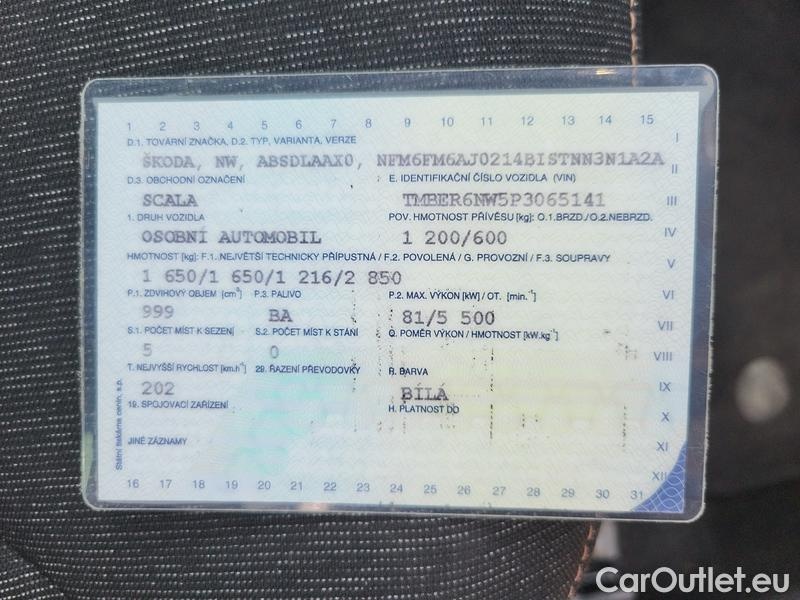 1 2 3 4 5 6 7 8 9 10 11 12 13 14 15
D.1. TOVÁRNÍ ZNAČKA, D.2. TYP, VARIANTA, VERZE
ŠKODA, NW, ABSDLAAX0, NFM6FM6AJ0214BISTNN3N1A2A
I
II
D.3. OBCHODNÍ OZNAČENÍ E. IDENTIFIKAČNÍ ČÍSLO VOZIDLA (VIN)
SCALA TMBER6NW5P3065141 III
1. DRUH VOZIDLA POV. HMOTNOST PŘÍVĚSU [kg]: O.1.BRZD./O.2.NEBRZD.
OSOBNÍ AUTOMOBIL 1 200/600 IV
HMOTNOST [kg]: F.1. NEJVĚTŠÍ TECHNICKY PŘÍPUSTNÁ / F.2. POVOLENÁ / G. PROVOZNÍ / F.3. SOUPRAVY
1 650/1 650/1 216/2 850 V
P.1. ZDVIHOVÝ OBJEM [cm³] P.3. PALIVO P.2. MAX. VÝKON [kW] / OT. [min.⁻¹] VI
999 BA 81/5 500 VII
S.1. POČET MÍST K SEZENÍ S.2. POČET MÍST K STÁNÍ Q. POMĚR VÝKON / HMOTNOST [kW.kg⁻¹]
5 0 VIII
T. NEJVYŠŠÍ RYCHLOST [km.h⁻¹] 29. ŘAZENÍ PŘEVODOVKY R. BARVA
202 BÍLÁ IX
19. SPOJOVACÍ ZAŘÍZENÍ H. PLATNOST DO X
JINÉ ZÁZNAMY XI
XII
Státní tiskárna cenin, s.p.
16 17 18 19 20 21 22 23 24 25 26 27 28 29 30 31
CarOutlet.eu